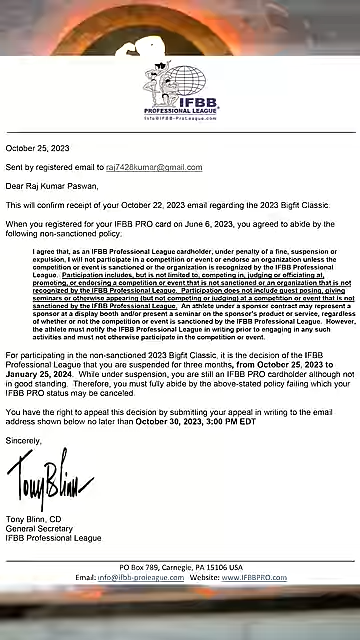 IFBB
PROFESSIONAL LEAGUE
Info@IFBB-ProLeague.com
October 25, 2023
Sent by registered email to raj7428kumar@gmail.com
Dear Raj Kumar Paswan,
This will confirm receipt of your October 22, 2023 email regarding the 2023 Bigfit Classic.
When you registered for your IFBB PRO card on June 6, 2023, you agreed to abide by the
following non-sanctioned policy:
I agree that, as an IFBB Professional League cardholder, under penalty of a fine, suspension or
expulsion, I will not participate in a competition or event or endorse an organization unless the
competition or event is sanctioned or the organization is recognized by the IFBB Professional
League. Participation includes, but is not limited to, competing in, judging or officiating at,
promoting, or endorsing a competition or event that is not sanctioned or an organization that is not
recognized by the IFBB Professional League. Participation does not include guest posing, giving
seminars or otherwise appearing (but not competing or judging) at a competition or event that is not
sanctioned by the IFBB Professional League. An athlete under a sponsor contract may represent a
sponsor at a display booth and/or present a seminar on the sponsor's product or service, regardless
of whether or not the competition or event is sanctioned by the IFBB Professional League. However,
the athlete must notify the IFBB Professional League in writing prior to engaging in any such
activities and must not otherwise participate in the competition or event.
For participating in the non-sanctioned 2023 Bigfit Classic, it is the decision of the IFBB
Professional League that you are suspended for three months, from October 25, 2023 to
January 25, 2024. While under suspension, you are still an IFBB PRO cardholder although not
in good standing. Therefore, you must fully abide by the above-stated policy failing which your
IFBB PRO status may be canceled.
You have the right to appeal this decision by submitting your appeal in writing to the email
address shown below no later than October 30, 2023, 3:00 PM EDT
Sincerely,
Tony Blinn
Tony Blinn, CD
General Secretary
IFBB Professional League
PO Box 789, Carnegie, PA 15106 USA
Email: info@ifbb-proleague.com Website: www.IFBBPRO.com